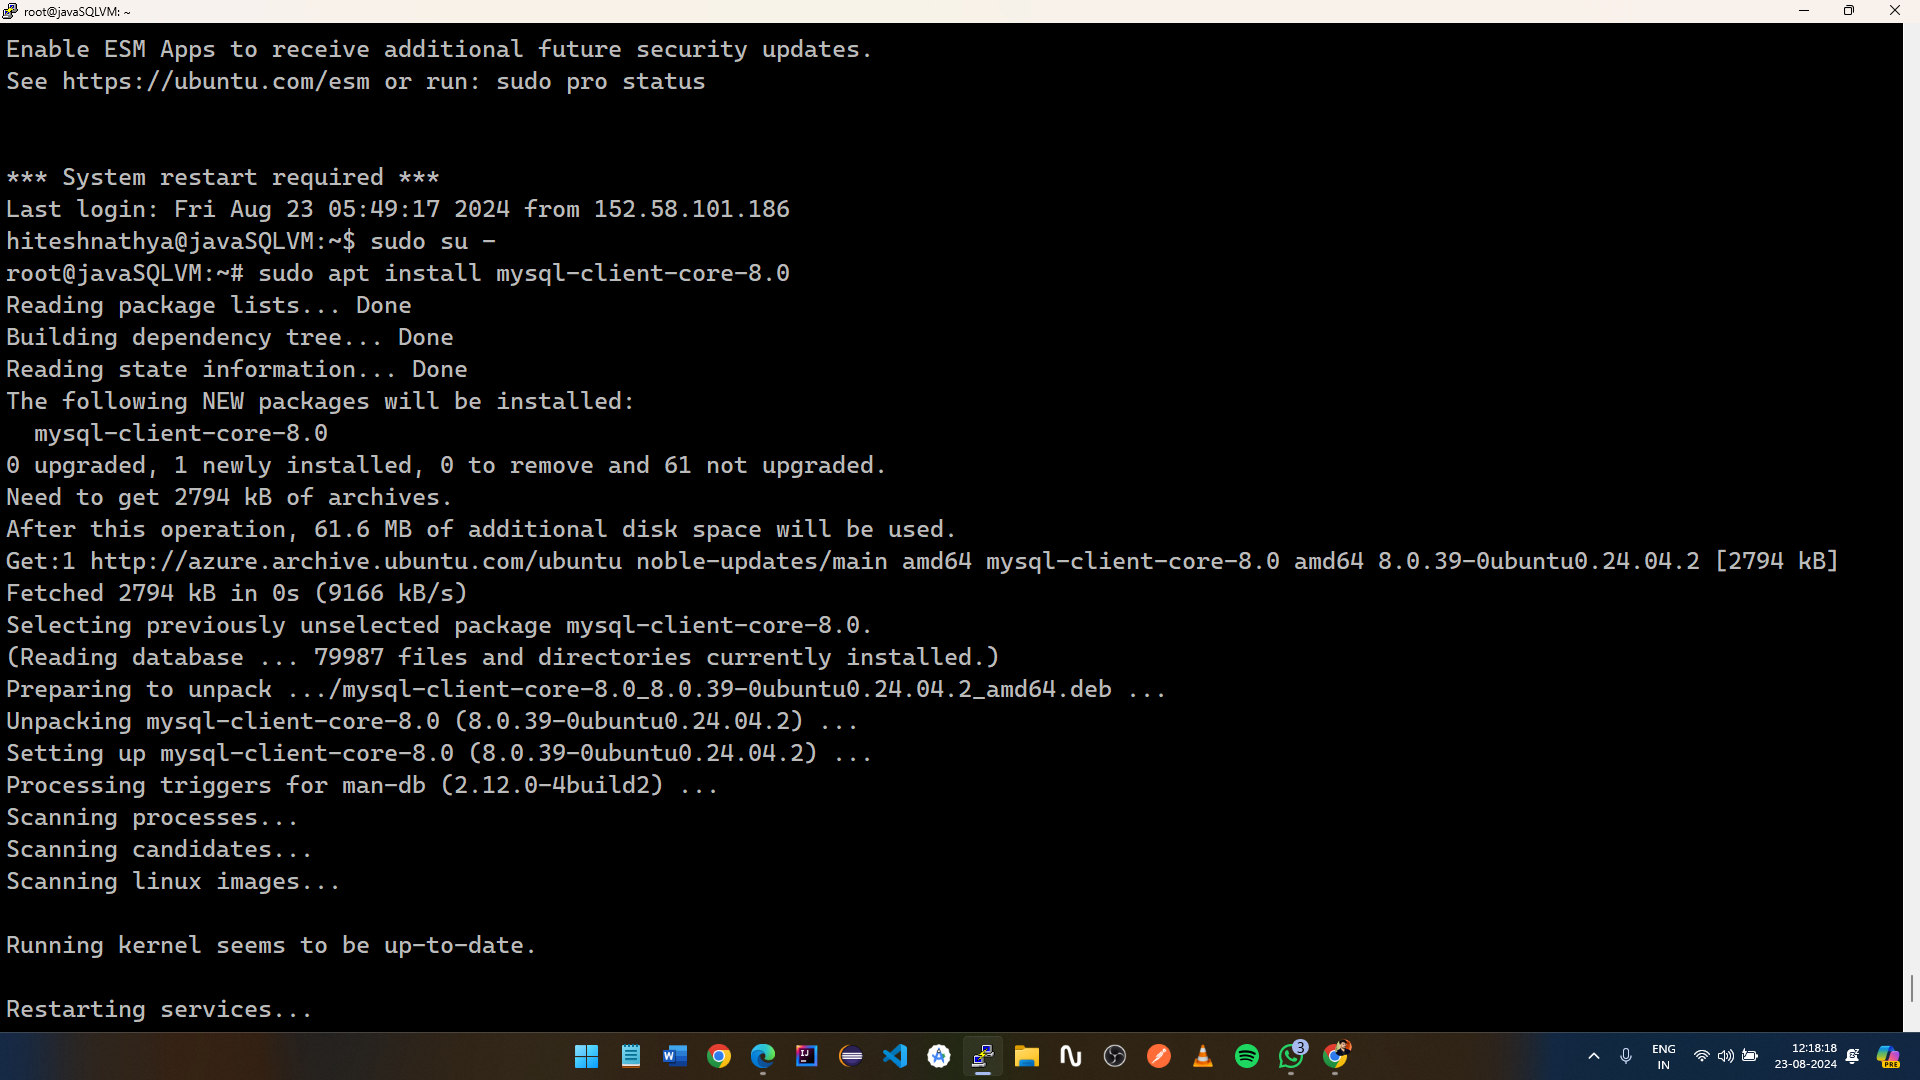 root@javaSQLVM: ~
Enable ESM Apps to receive additional future security updates.
See https://ubuntu.com/esm or run: sudo pro status
*** System restart required ***
Last login: Fri Aug 23 05:49:17 2024 from 152.58.101.186
hiteshnathya@javaSQLVM:~$ sudo su -
root@javaSQLVM:~# sudo apt install mysql-client-core-8.0
Reading package lists... Done
Building dependency tree... Done
Reading state information... Done
The following NEW packages will be installed:
  mysql-client-core-8.0
0 upgraded, 1 newly installed, 0 to remove and 61 not upgraded.
Need to get 2794 kB of archives.
After this operation, 61.6 MB of additional disk space will be used.
Get:1 http://azure.archive.ubuntu.com/ubuntu noble-updates/main amd64 mysql-client-core-8.0 amd64 8.0.39-0ubuntu0.24.04.2 [2794 kB]
Fetched 2794 kB in 0s (9166 kB/s)
Selecting previously unselected package mysql-client-core-8.0.
(Reading database ... 79987 files and directories currently installed.)
Preparing to unpack .../mysql-client-core-8.0_8.0.39-0ubuntu0.24.04.2_amd64.deb ...
Unpacking mysql-client-core-8.0 (8.0.39-0ubuntu0.24.04.2) ...
Setting up mysql-client-core-8.0 (8.0.39-0ubuntu0.24.04.2) ...
Processing triggers for man-db (2.12.0-4build2) ...
Scanning processes...
Scanning candidates...
Scanning linux images...
Running kernel seems to be up-to-date.
Restarting services...
3
ENG
IN
12:18:18
23-08-2024
PRE